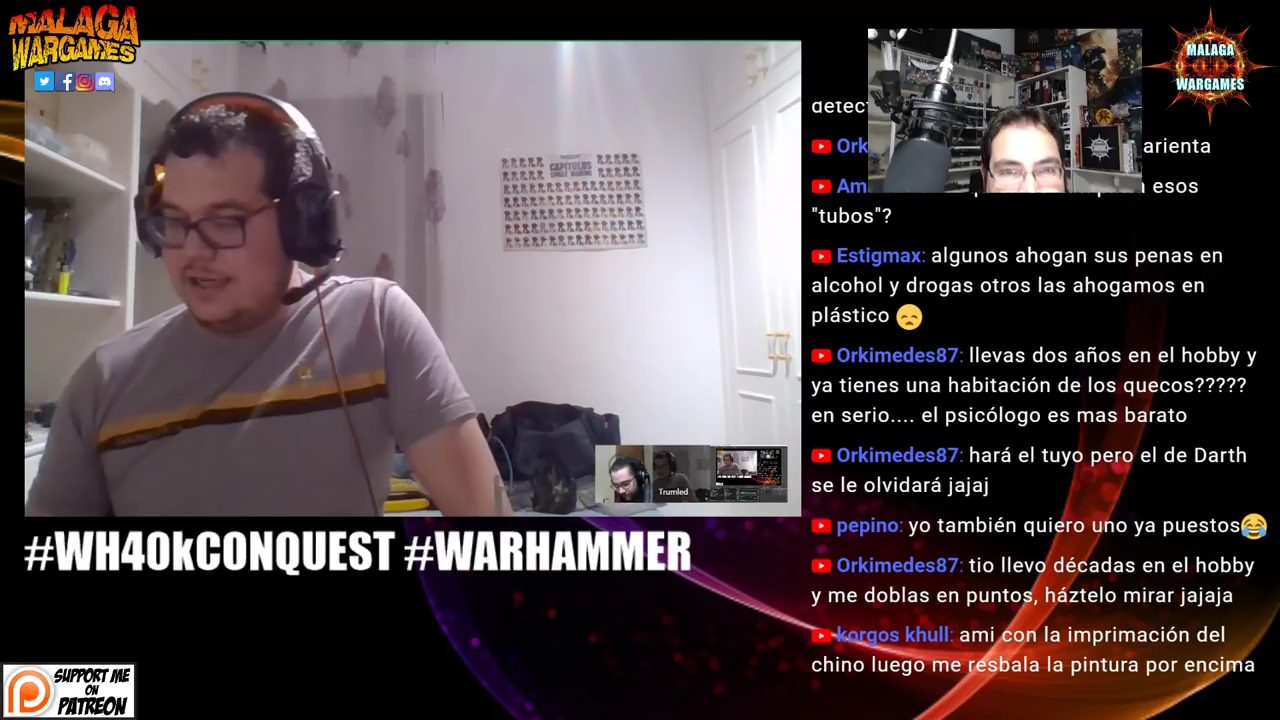 MALAGA
WARGAMES
CAPITULOS
SPACE MARINE
Trumled
#WH40kCONQUEST #WARHAMMER
SUPPORT ME
ON
PATREON
MALAGA
WARGAMES
arienta
esos
"tubos"?
Estigmax: algunos ahogan sus penas en
alcohol y drogas otros las ahogamos en
plástico 😞
Orkimedes87: llevas dos años en el hobby y
ya tienes una habitación de los quecos?????
en serio.... el psicólogo es mas barato
Orkimedes87: hará el tuyo pero el de Darth
se le olvidará jajaj
pepino: yo también quiero uno ya puestos😂
Orkimedes87: tio llevo décadas en el hobby
y me doblas en puntos, háztelo mirar jajaja
korgos khull: ami con la imprimación del
chino luego me resbala la pintura por encima